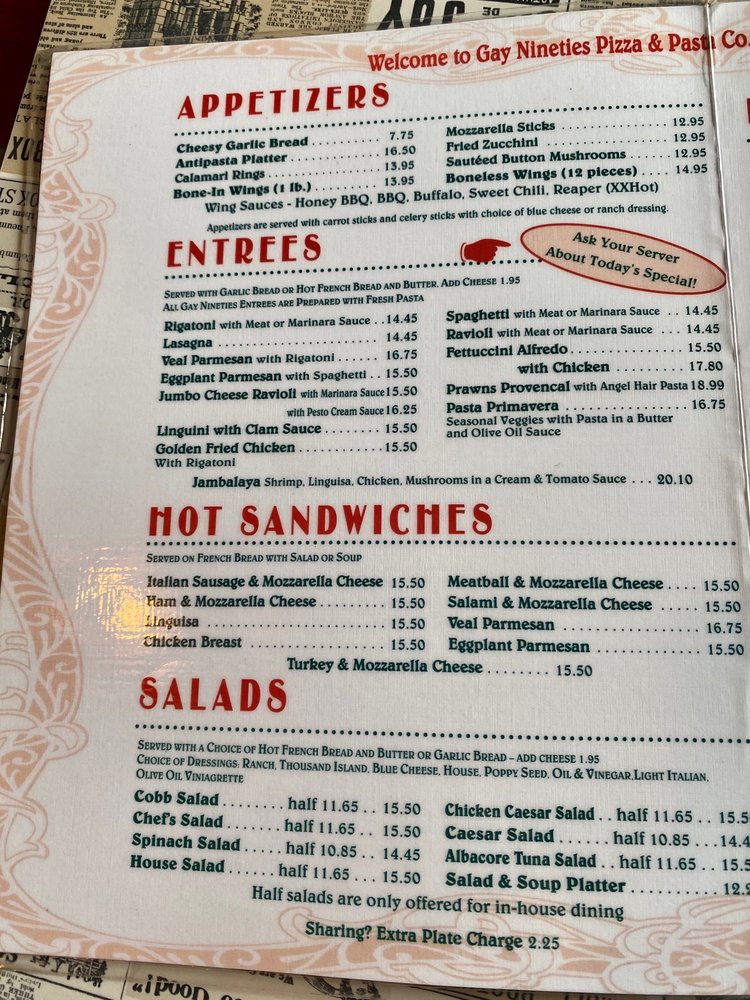 Welcome to Gay Nineties Pizza & Pasta Co.
APPETIZERS
Cheesy Garlic Bread 7.75
Antipasta Platter 16.50
Calamari Rings 13.95
Bone-In Wings (1 lb.) 13.95
Mozzarella Sticks 12.95
Fried Zucchini 12.95
Sautéed Button Mushrooms 12.95
Boneless Wings (12 pieces) 14.95
Wing Sauces - Honey BBQ, BBQ, Buffalo, Sweet Chili, Reaper (XXHot)
Appetizers are served with carrot sticks and celery sticks with choice of blue cheese or ranch dressing.
ENTREES
Ask Your Server
About Today's Special!
SERVED WITH GARLIC BREAD OR HOT FRENCH BREAD AND BUTTER. ADD CHEESE 1.95
ALL GAY NINETIES ENTREES ARE PREPARED WITH FRESH PASTA
Rigatoni with Meat or Marinara Sauce 14.45
Lasagna 14.45
Veal Parmesan with Rigatoni 16.75
Eggplant Parmesan with Spaghetti 15.50
Jumbo Cheese Ravioli with Marinara Sauce 15.50
with Pesto Cream Sauce 16.25
Linguini with Clam Sauce 15.50
Golden Fried Chicken 15.50
With Rigatoni
Spaghetti with Meat or Marinara Sauce 14.45
Ravioli with Meat or Marinara Sauce 14.45
Fettuccini Alfredo 15.50
with Chicken 17.80
Prawns Provencal with Angel Hair Pasta 18.99
Pasta Primavera 16.75
Seasonal Veggies with Pasta in a Butter
and Olive Oil Sauce
Jambalaya Shrimp, Linguisa, Chicken, Mushrooms in a Cream & Tomato Sauce 20.10
HOT SANDWICHES
SERVED ON FRENCH BREAD WITH SALAD OR SOUP
Italian Sausage & Mozzarella Cheese 15.50
Ham & Mozzarella Cheese 15.50
Linguisa 15.50
Chicken Breast 15.50
Meatball & Mozzarella Cheese 15.50
Salami & Mozzarella Cheese 15.50
Veal Parmesan 16.75
Eggplant Parmesan 15.50
Turkey & Mozzarella Cheese 15.50
SALADS
SERVED WITH A CHOICE OF HOT FRENCH BREAD AND BUTTER OR GARLIC BREAD – ADD CHEESE 1.95
CHOICE OF DRESSINGS: RANCH, THOUSAND ISLAND, BLUE CHEESE, HOUSE, POPPY SEED, OIL & VINEGAR,LIGHT ITALIAN,
OLIVE OIL VINIAGRETTE
Cobb Salad half 11.65 15.50
Chef's Salad half 11.65 15.50
Spinach Salad half 10.85 14.45
House Salad half 11.65 15.50
Chicken Caesar Salad half 11.65 15.5
Caesar Salad half 10.85 14.4
Albacore Tuna Salad half 11.65 15.5
Salad & Soup Platter 12.2
Half salads are only offered for in-house dining
Sharing? Extra Plate Charge 2.25